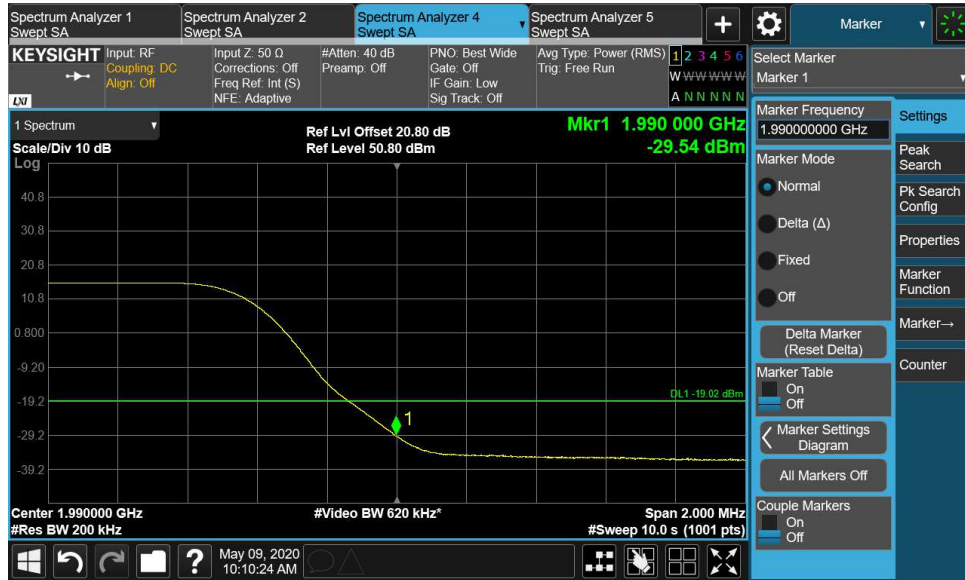 Spectrum Analyzer 1
Swept SA
Spectrum Analyzer 2
Swept SA
Spectrum Analyzer 4
Swept SA
Spectrum Analyzer 5
Swept SA
+
Marker
KEYSIGHT
LXI
Input: RF
Coupling: DC
Align: Off
Input Z: 50 Ω
Corrections: Off
Freq Ref: Int (S)
NFE: Adaptive
#Atten: 40 dB
Preamp: Off
PNO: Best Wide
Gate: Off
IF Gain: Low
Sig Track: Off
Avg Type: Power (RMS)
Trig: Free Run
1 2 3 4 5 6
W W W W W W
A N N N N N
Select Marker
Marker 1
1 Spectrum
Scale/Div 10 dB
Log
Ref Lvl Offset 20.80 dB
Ref Level 50.80 dBm
Mkr1 1.990 000 GHz
-29.54 dBm
40.8
30.8
20.8
10.8
0.800
-9.20
-19.2
-29.2
-39.2
DL1 -19.02 dBm
1
Center 1.990000 GHz
#Res BW 200 kHz
#Video BW 620 kHz*
Span 2.000 MHz
#Sweep 10.0 s (1001 pts)
Marker Frequency
1.990000000 GHz
Marker Mode
Normal
Delta (Δ)
Fixed
Off
Delta Marker
(Reset Delta)
Marker Table
On
Off
Marker Settings
Diagram
All Markers Off
Couple Markers
On
Off
Settings
Peak
Search
Pk Search
Config
Properties
Marker
Function
Marker→
Counter
?
May 09, 2020
10:10:24 AM